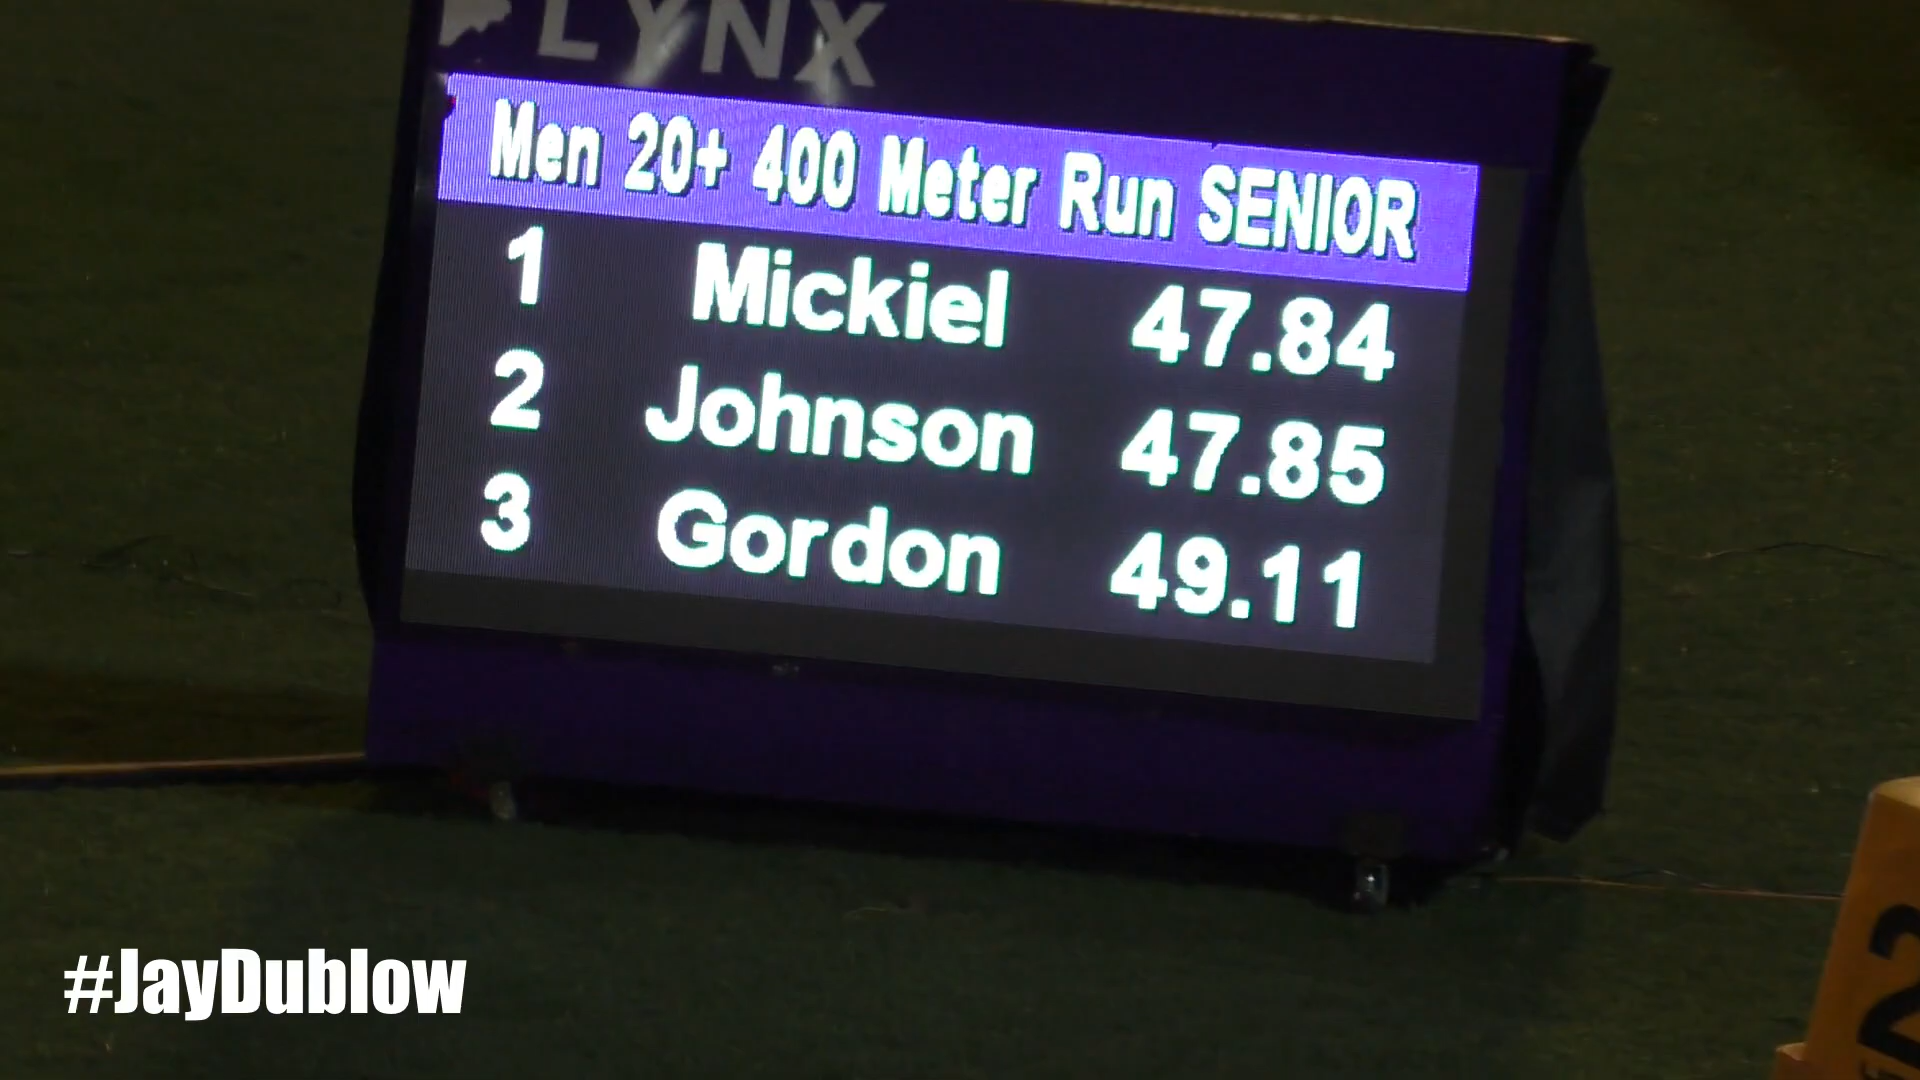 LYNX
Men 20+ 400 Meter Run SENIOR
1 Mickiel 47.84
2 Johnson 47.85
3 Gordon 49.11
2
#JayDublow